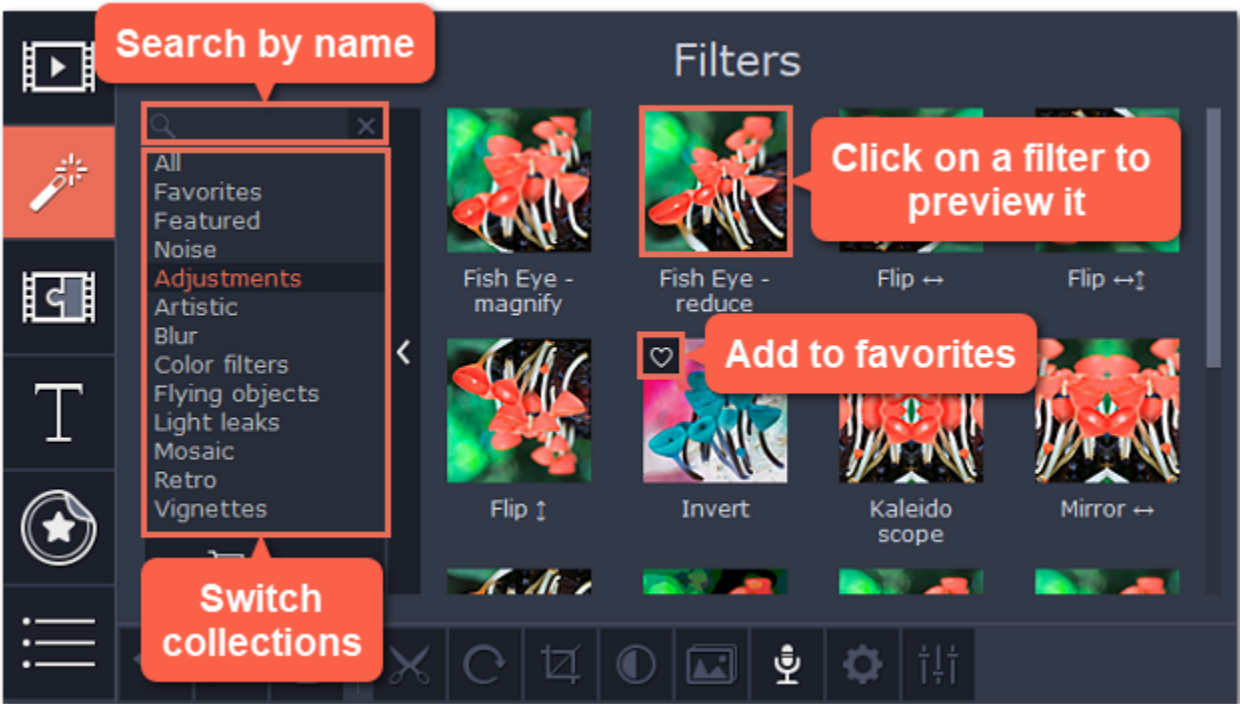 Search by name
Filters
All
Favorites
Featured
Noise
Adjustments
Artistic
Blur
Color filters
Flying objects
Light leaks
Mosaic
Retro
Vignettes
Switch
collections
Click on a filter to
preview it
Fish Eye -
magnify
Fish Eye -
reduce
Flip ↔
Flip ↔↕
Add to favorites
Flip ↕
Invert
Kaleido
scope
Mirror ↔